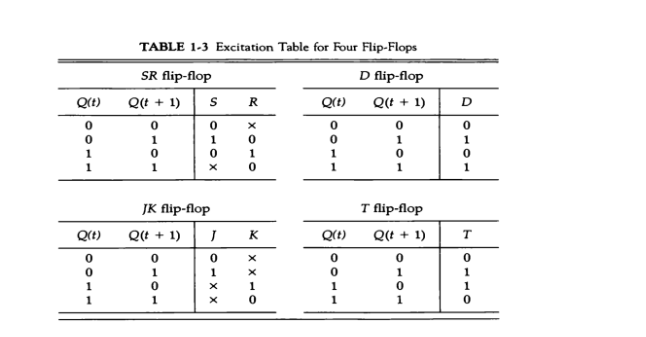 TABLE 1-3 Excitation Table for Four Flip-Flops
SR flip-flop
Q(t) Q(t + 1) S R
0 0 0 ×
0 1 1 0
1 0 0 1
1 1 × 0
D flip-flop
Q(t) Q(t + 1) D
0 0 0
0 1 1
1 0 0
1 1 1
JK flip-flop
Q(t) Q(t + 1) J K
0 0 0 ×
0 1 1 ×
1 0 × 1
1 1 × 0
T flip-flop
Q(t) Q(t + 1) T
0 0 0
0 1 1
1 0 1
1 1 0